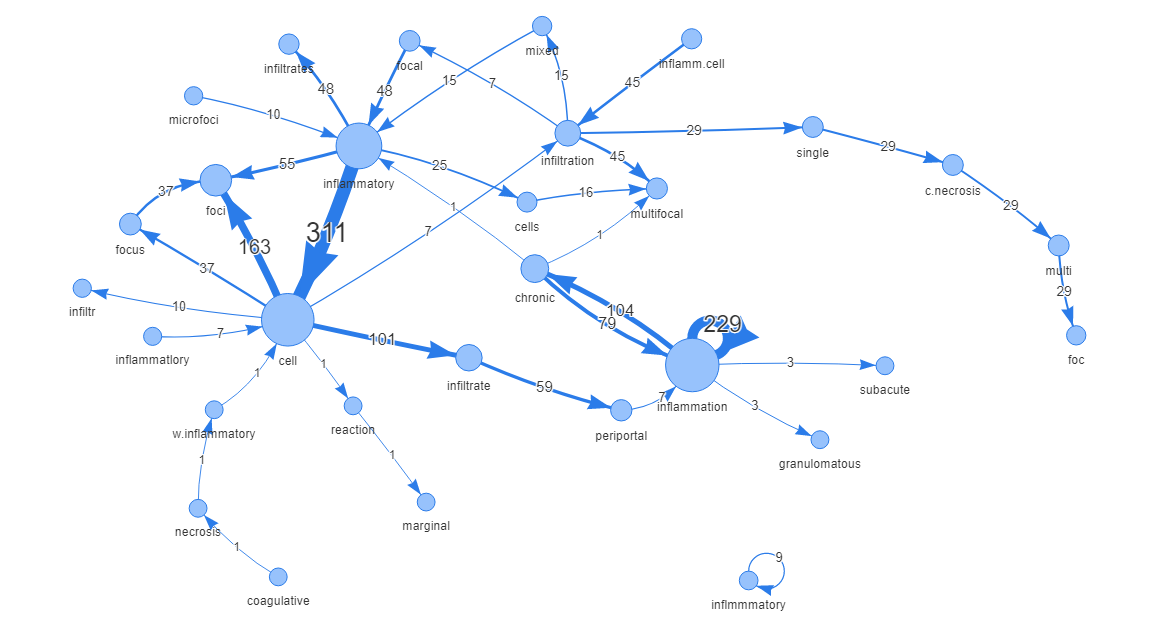 mixed
infiltrates
focal
inflamm.cell
48
15
7
15
45
48
microfoci
10
29
single
infiltration
45
29
55
inflammatory
25
c.necrosis
37
foci
1
16
multifocal
29
cells
7
311
1
focus
163
37
multi
chronic
29
infiltr
10
104
79
229
7
101
inflammatlory
cell
1
3
foc
infiltrate
59
subacute
1
7
inflammation
3
w.inflammatory
reaction
periportal
1
1
granulomatous
necrosis
marginal
1
9
coagulative
inflmmmatory